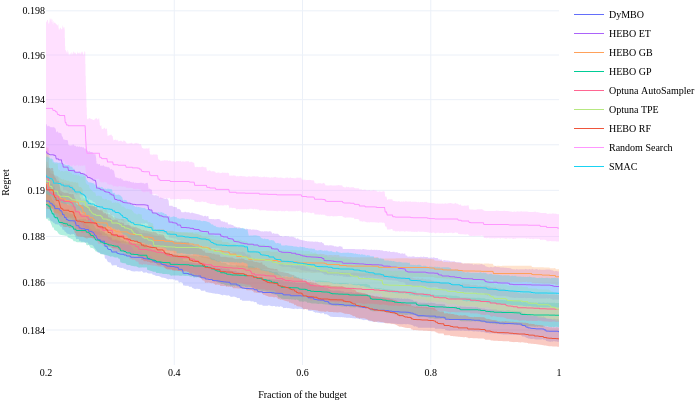 0.198
0.196
0.194
0.192
0.19
0.188
0.186
0.184
Regret
0.2
0.4
0.6
0.8
1
Fraction of the budget
DyMBO
HEBO ET
HEBO GB
HEBO GP
Optuna AutoSampler
Optuna TPE
HEBO RF
Random Search
SMAC